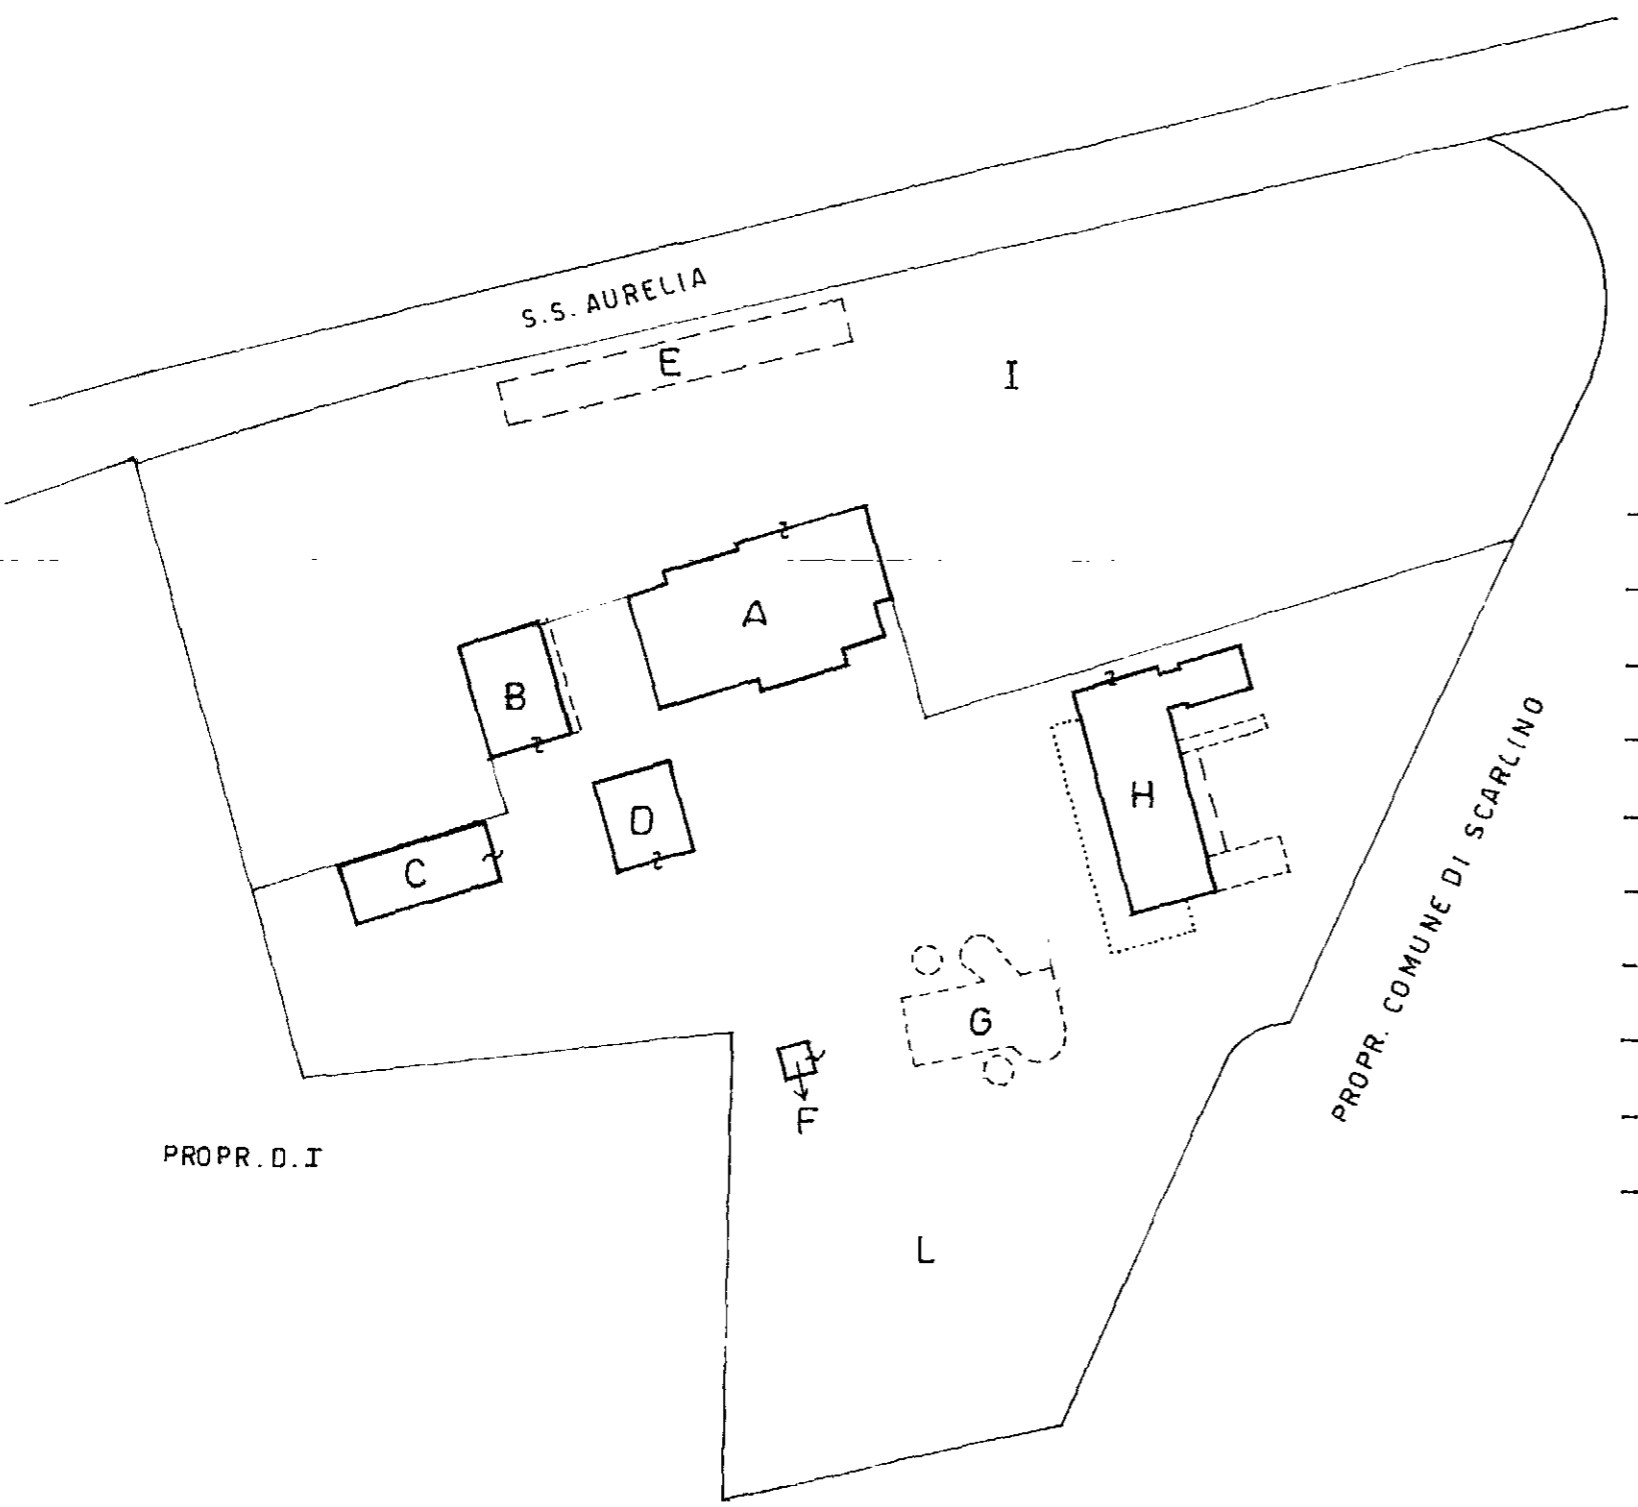 S.S. AURELIA
E
I
A
B
D
H
C
G
F
PROPR. COMUNE DI SCARLINO
PROPR. D.I
L